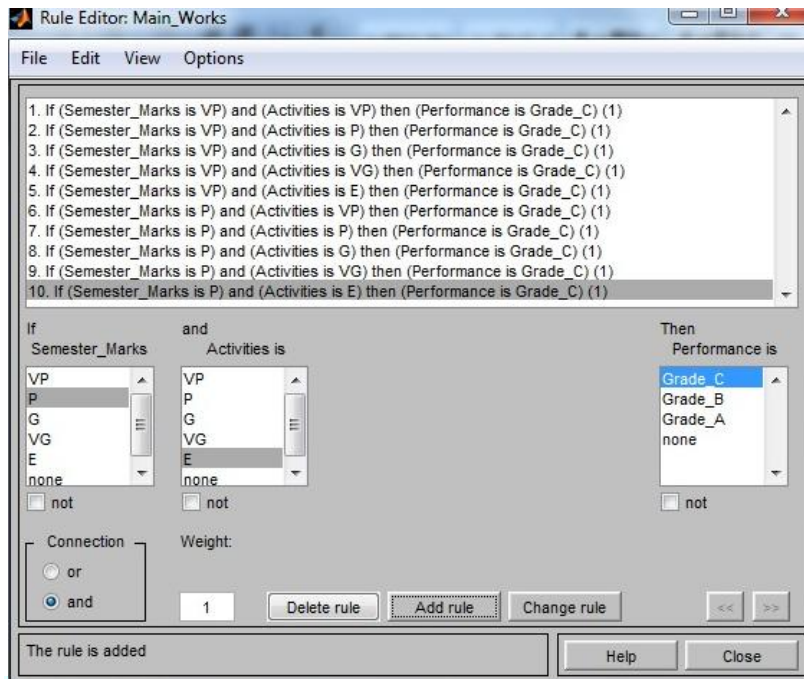 Rule Editor: Main_Works
File Edit View Options
1. If (Semester_Marks is VP) and (Activities is VP) then (Performance is Grade_C) (1)
2. If (Semester_Marks is VP) and (Activities is P) then (Performance is Grade_C) (1)
3. If (Semester_Marks is VP) and (Activities is G) then (Performance is Grade_C) (1)
4. If (Semester_Marks is VP) and (Activities is VG) then (Performance is Grade_C) (1)
5. If (Semester_Marks is VP) and (Activities is E) then (Performance is Grade_C) (1)
6. If (Semester_Marks is P) and (Activities is VP) then (Performance is Grade_C) (1)
7. If (Semester_Marks is P) and (Activities is P) then (Performance is Grade_C) (1)
8. If (Semester_Marks is P) and (Activities is G) then (Performance is Grade_C) (1)
9. If (Semester_Marks is P) and (Activities is VG) then (Performance is Grade_C) (1)
10. If (Semester_Marks is P) and (Activities is E) then (Performance is Grade_C) (1)
If
Semester_Marks
VP
P
G
VG
E
none
not
and
Activities is
VP
P
G
VG
E
none
not
Then
Performance is
Grade_C
Grade_B
Grade_A
none
not
Connection
or
and
Weight:
1
Delete rule Add rule Change rule << >>
The rule is added
Help Close